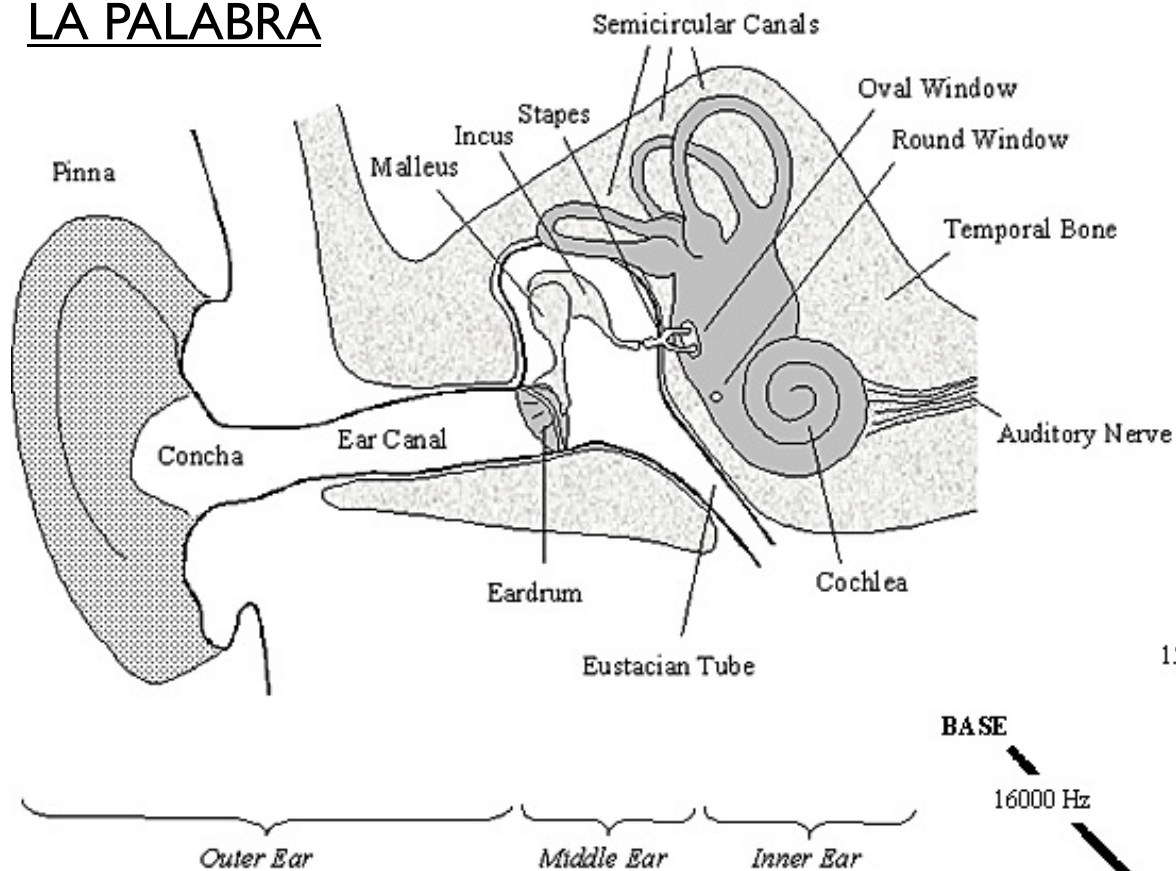 LA PALABRA
Semicircular Canals
Oval Window
Stapes
Incus
Round Window
Malleus
Pinna
Temporal Bone
Auditory Nerve
Ear Canal
Concha
Cochlea
Eardrum
Eustacian Tube
BASE
16000 Hz
Outer Ear
Middle Ear
Inner Ear